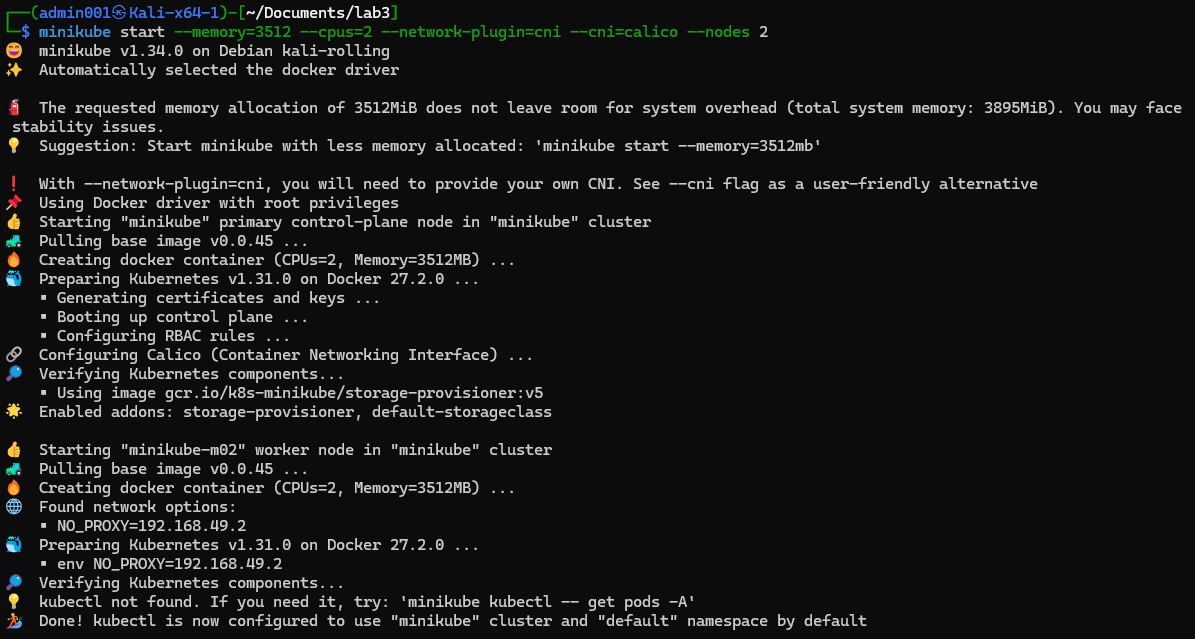 ┌──(admin001㉿Kali-x64-1)-[~/Documents/lab3]
└─$ minikube start --memory=3512 --cpus=2 --network-plugin=cni --cni=calico --nodes 2
😄  minikube v1.34.0 on Debian kali-rolling
✨  Automatically selected the docker driver
🧯  The requested memory allocation of 3512MiB does not leave room for system overhead (total system memory: 3895MiB). You may face
stability issues.
💡  Suggestion: Start minikube with less memory allocated: 'minikube start --memory=3512mb'
❗  With --network-plugin=cni, you will need to provide your own CNI. See --cni flag as a user-friendly alternative
📌  Using Docker driver with root privileges
👍  Starting "minikube" primary control-plane node in "minikube" cluster
🚜  Pulling base image v0.0.45 ...
🔥  Creating docker container (CPUs=2, Memory=3512MB) ...
🐳  Preparing Kubernetes v1.31.0 on Docker 27.2.0 ...
▪ Generating certificates and keys ...
▪ Booting up control plane ...
▪ Configuring RBAC rules ...
🔗  Configuring Calico (Container Networking Interface) ...
🔎  Verifying Kubernetes components...
▪ Using image gcr.io/k8s-minikube/storage-provisioner:v5
🌟  Enabled addons: storage-provisioner, default-storageclass
👍  Starting "minikube-m02" worker node in "minikube" cluster
🚜  Pulling base image v0.0.45 ...
🔥  Creating docker container (CPUs=2, Memory=3512MB) ...
🌐  Found network options:
▪ NO_PROXY=192.168.49.2
🐳  Preparing Kubernetes v1.31.0 on Docker 27.2.0 ...
▪ env NO_PROXY=192.168.49.2
🔎  Verifying Kubernetes components...
💡  kubectl not found. If you need it, try: 'minikube kubectl -- get pods -A'
🏄  Done! kubectl is now configured to use "minikube" cluster and "default" namespace by default